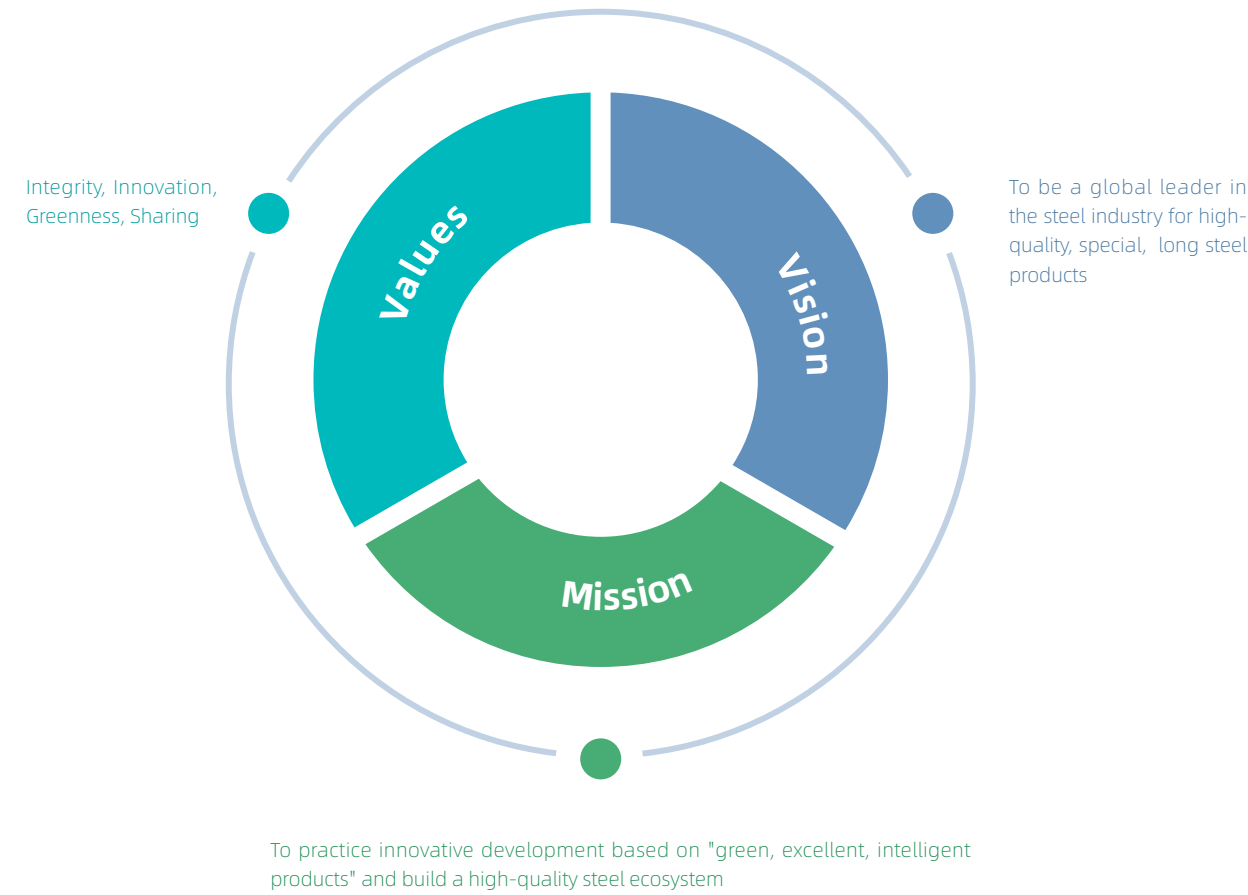 Integrity, Innovation,
Greenness, Sharing
Values
Vision
To be a global leader in
the steel industry for high-
quality, special, long steel
products
Mission
To practice innovative development based on "green, excellent, intelligent
products" and build a high-quality steel ecosystem